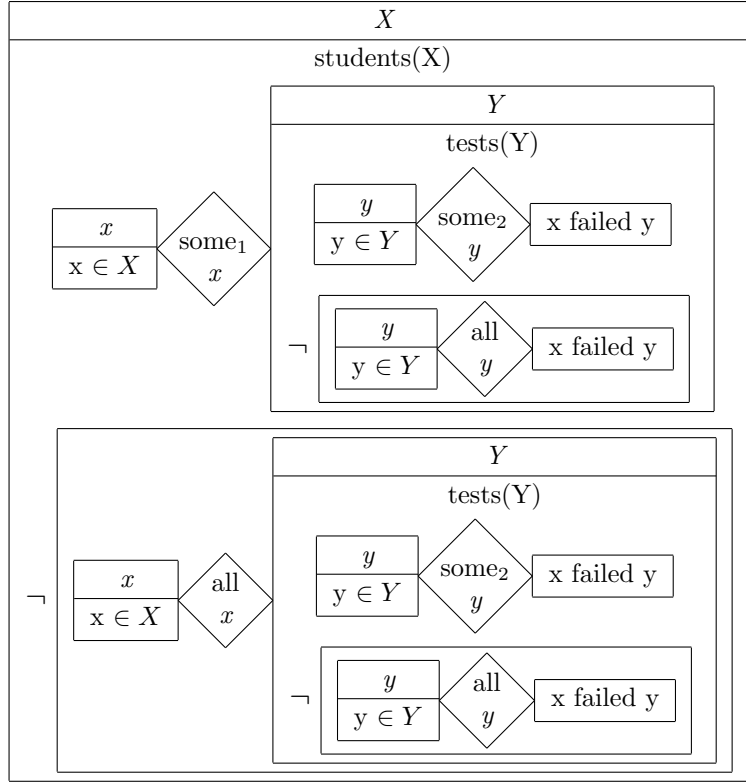 X
students(X)
Y
tests(Y)
x
x ∈ X
some₁
x
y
y ∈ Y
some₂
y
x failed y
¬
y
y ∈ Y
all
y
x failed y
¬
x
x ∈ X
all
x
Y
tests(Y)
y
y ∈ Y
some₂
y
x failed y
¬
y
y ∈ Y
all
y
x failed y